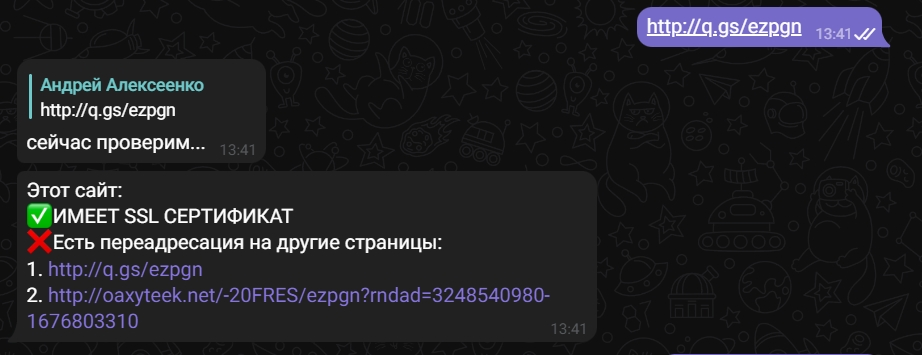 http://q.gs/ezpgn 13:41
Андрей Алексеенко
http://q.gs/ezpgn
сейчас проверим... 13:41
Этот сайт:
✅ИМЕЕТ SSL СЕРТИФИКАТ
❌Есть переадресация на другие страницы:
1. http://q.gs/ezpgn
2. http://oaxyteek.net/-20FRES/ezpgn?rndad=3248540980-
1676803310 13:41